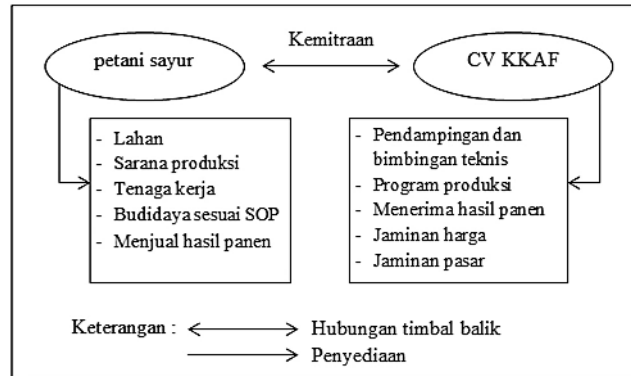 Kemitraan
petani sayur
CV KKAF
- Lahan
- Sarana produksi
- Tenaga kerja
- Budidaya sesuai SOP
- Menjual hasil panen
- Pendampingan dan
bimbingan teknis
- Program produksi
- Menerima hasil panen
- Jaminan harga
- Jaminan pasar
Keterangan :
Hubungan timbal balik
Penyediaan